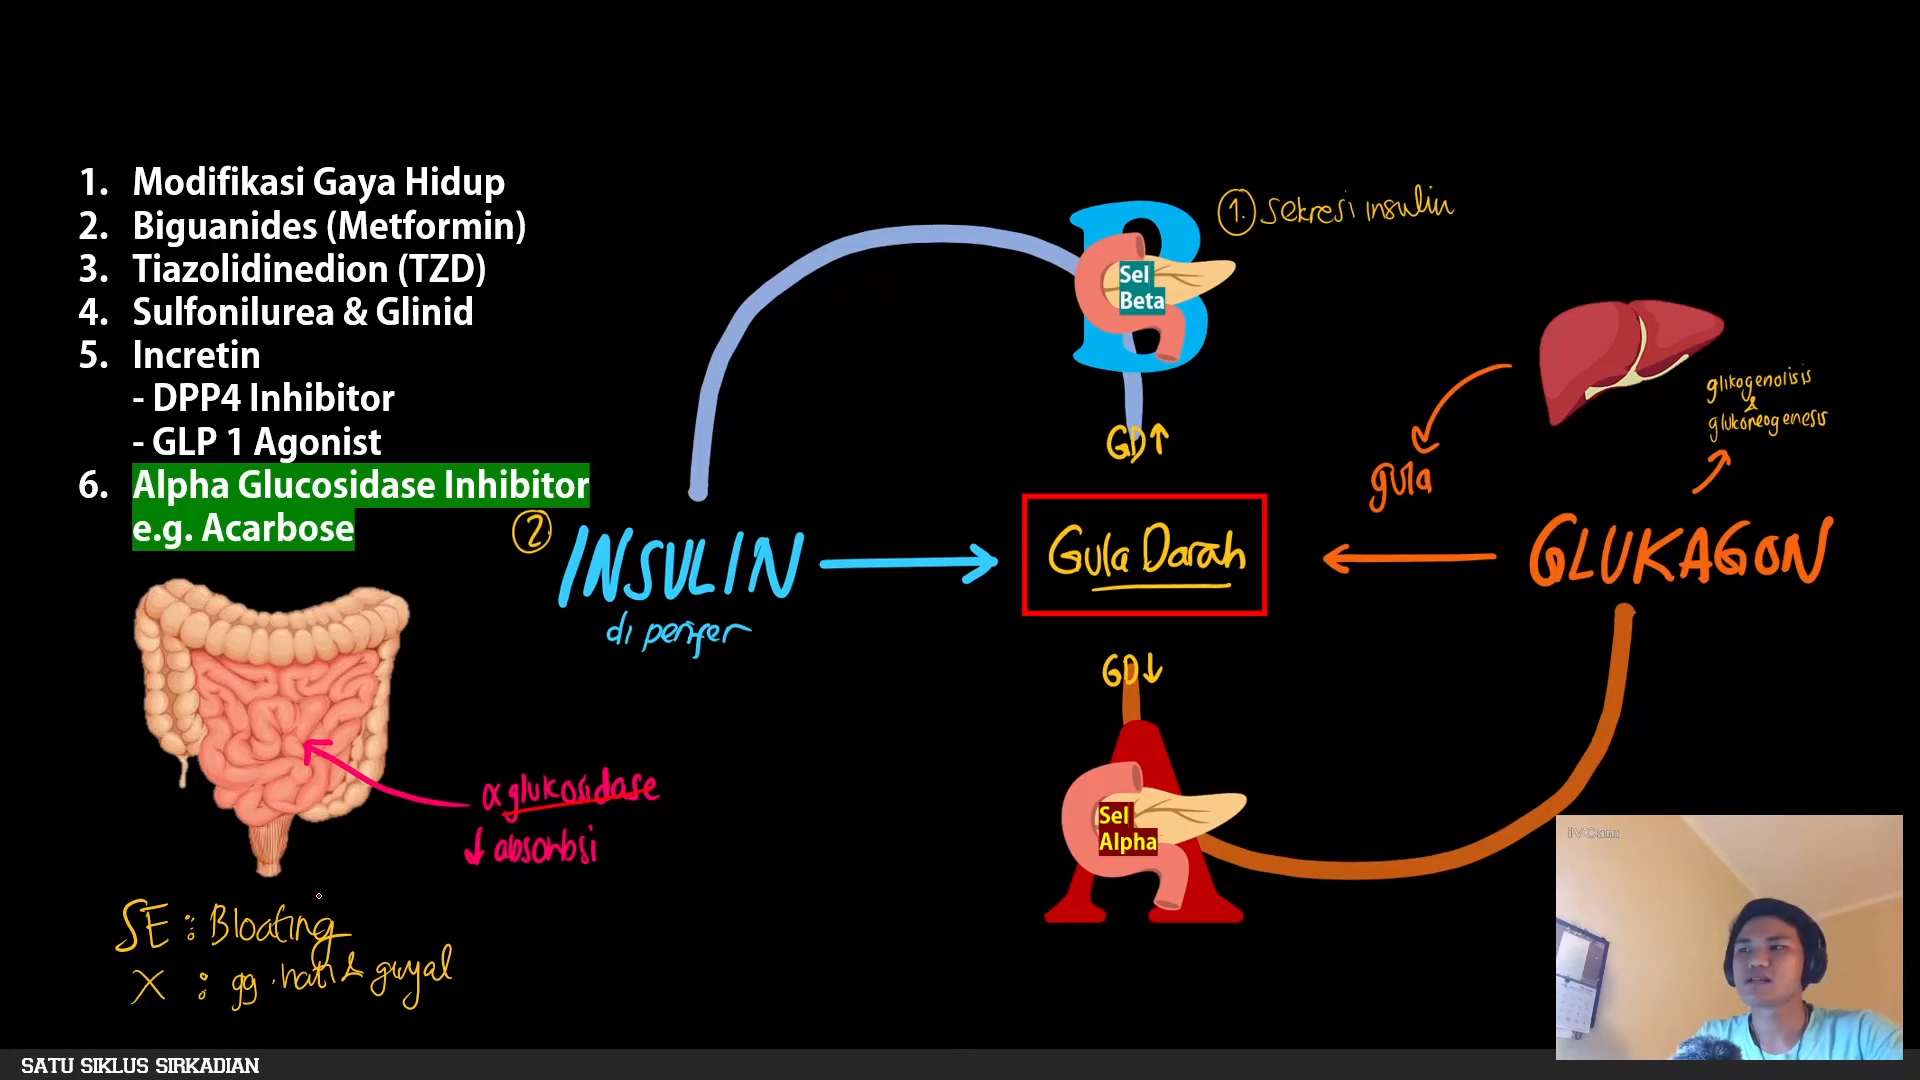 1. Modifikasi Gaya Hidup
2. Biguanides (Metformin)
3. Tiazolidinedion (TZD)
4. Sulfonilurea & Glinid
5. Incretin
- DPP4 Inhibitor
- GLP 1 Agonist
6. Alpha Glucosidase Inhibitor
e.g. Acarbose
α glukosidase
↓ absorbsi
SE : Bloating
X : gg. hati & ginjal
1. Sekresi insulin
B
Sel
Beta
GD↑
2
INSULIN
di perifer
Gula Darah
GD↓
A
Sel
Alpha
gula
glikogenolisis
&
glukoneogenesis
GLUKAGON
iVCam
SATU SIKLUS SIRKADIAN